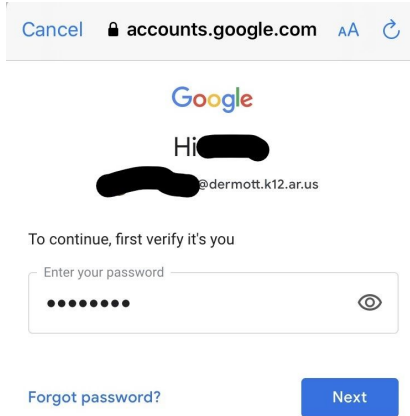 Cancel accounts.google.com AA
Google
Hi
@dermott.k12.ar.us
To continue, first verify it's you
Enter your password
••••••••
Forgot password? Next